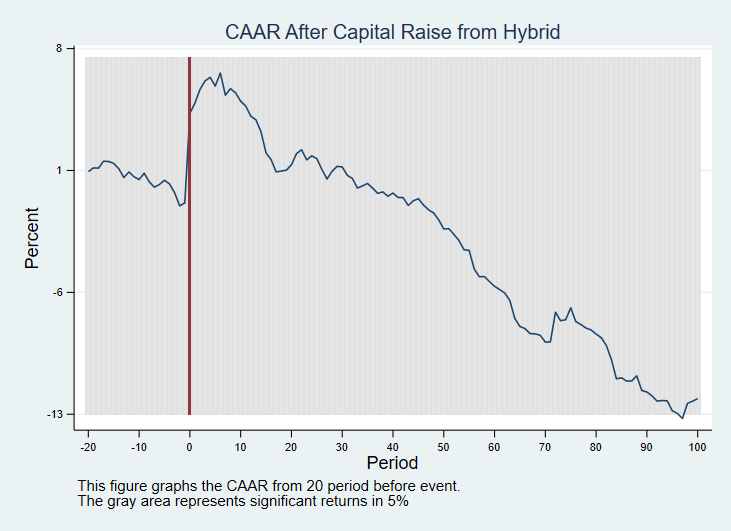 CAAR After Capital Raise from Hybrid
8
1
-6
-13
Percent
-20 -10 0 10 20 30 40 50 60 70 80 90 100
Period
This figure graphs the CAAR from 20 period before event.
The gray area represents significant returns in 5%